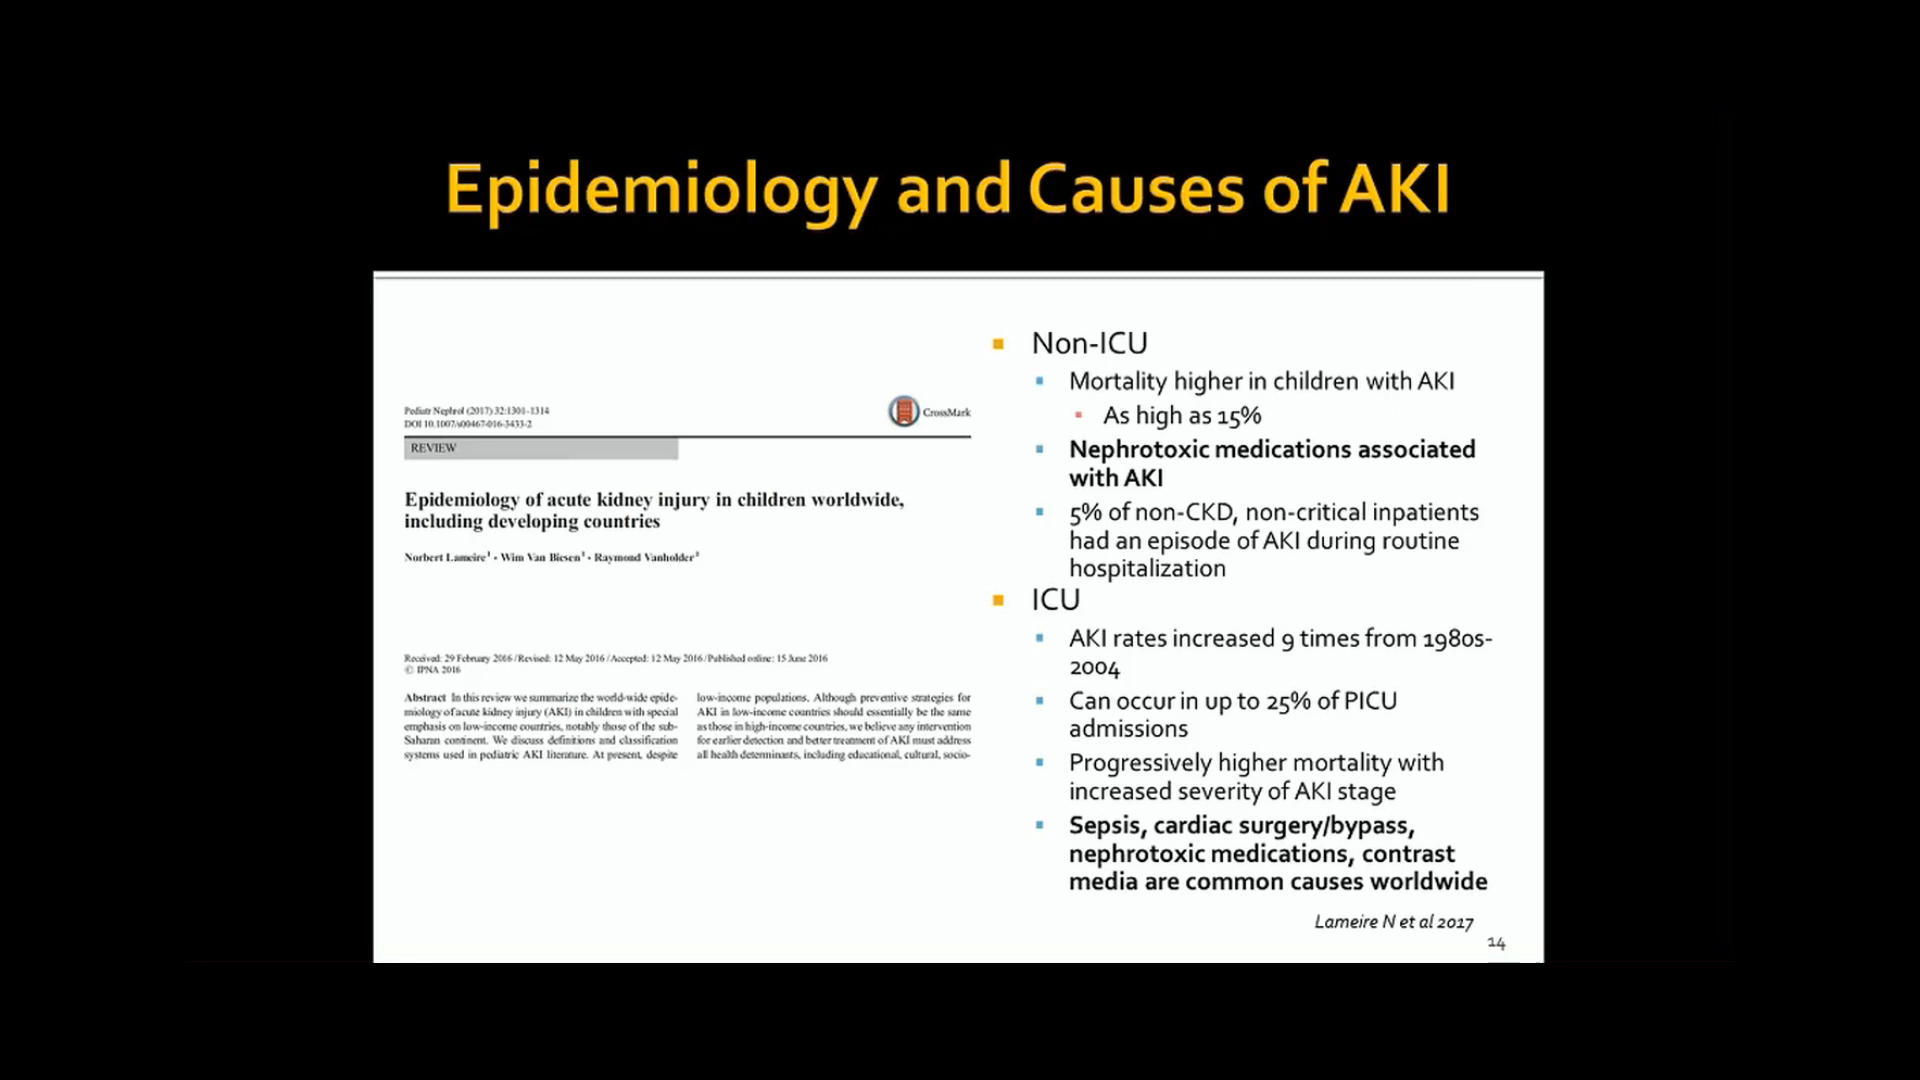 Epidemiology and Causes of AKI
Pediatr Nephrol (2017) 32:1301–1314
DOI 10.1007/s00467-016-3433-2
CrossMark
REVIEW
Epidemiology of acute kidney injury in children worldwide,
including developing countries
Norbert Lameire1 · Wim Van Biesen1 · Raymond Vanholder1
Received: 29 February 2016 /Revised: 12 May 2016 /Accepted: 12 May 2016 /Published online: 15 June 2016
© IPNA 2016
Abstract In this review we summarize the world-wide epide-
miology of acute kidney injury (AKI) in children with special
emphasis on low-income countries, notably those of the sub-
Saharan continent. We discuss definitions and classification
systems used in pediatric AKI literature. At present, despite
low-income populations. Although preventive strategies for
AKI in low-income countries should essentially be the same
as those in high-income countries, we believe any intervention
for earlier detection and better treatment of AKI must address
all health determinants, including educational, cultural, socio-
Non-ICU
Mortality higher in children with AKI
As high as 15%
Nephrotoxic medications associated
with AKI
5% of non-CKD, non-critical inpatients
had an episode of AKI during routine
hospitalization
ICU
AKI rates increased 9 times from 1980s-
2004
Can occur in up to 25% of PICU
admissions
Progressively higher mortality with
increased severity of AKI stage
Sepsis, cardiac surgery/bypass,
nephrotoxic medications, contrast
media are common causes worldwide
Lameire N et al 2017
14